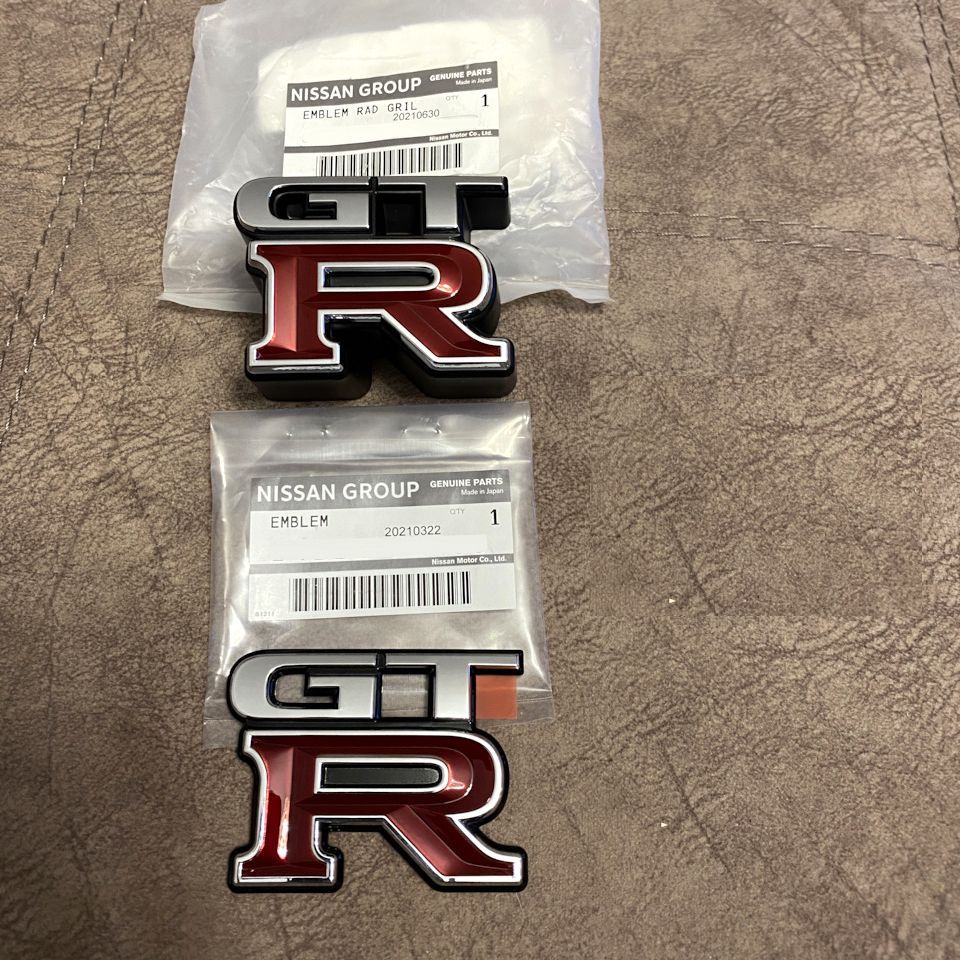 NISSAN GROUP GENUINE PARTS
Made in Japan
EMBLEM RAD GRIL QTY 1
20210630
Nissan Motor Co., Ltd.
GT
R
NISSAN GROUP GENUINE PARTS
Made in Japan
EMBLEM QTY 1
20210322
Nissan Motor Co., Ltd.
GT
R